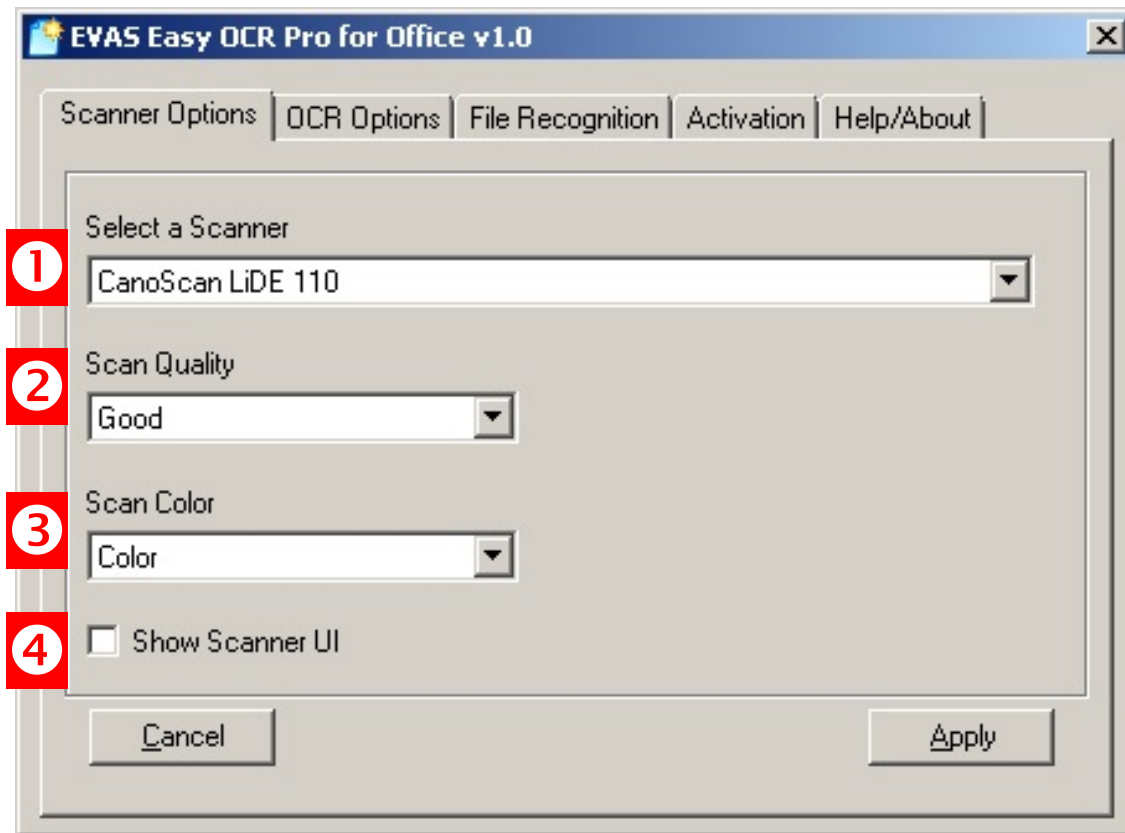 EVAS Easy OCR Pro for Office v1.0
Scanner Options OCR Options File Recognition Activation Help/About
Select a Scanner
1 CanoScan LiDE 110
Scan Quality
2 Good
Scan Color
3 Color
4 Show Scanner UI
Cancel Apply